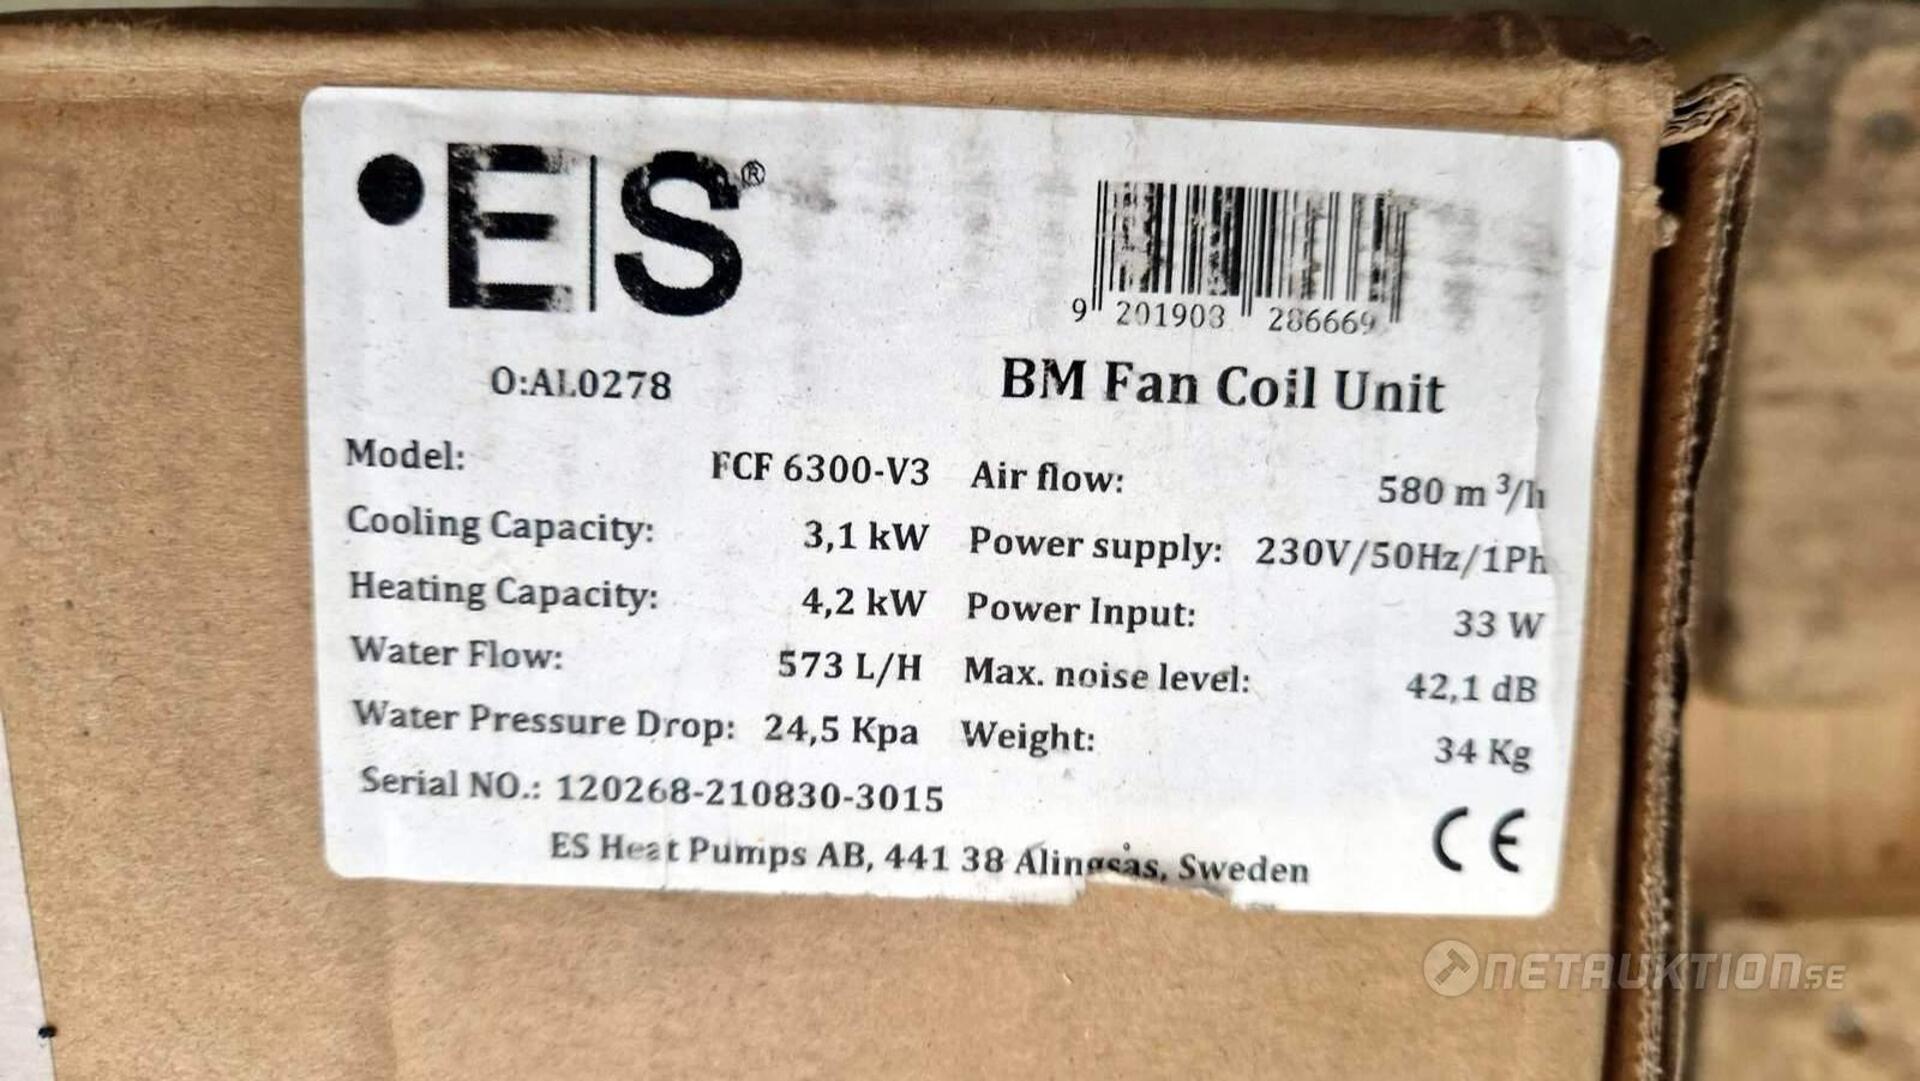 •E|S®
9 201903 286669
O:AL0278
BM Fan Coil Unit
Model: FCF 6300-V3 Air flow: 580 m³/h
Cooling Capacity: 3,1 kW Power supply: 230V/50Hz/1Ph
Heating Capacity: 4,2 kW Power Input: 33 W
Water Flow: 573 L/H Max. noise level: 42,1 dB
Water Pressure Drop: 24,5 Kpa Weight: 34 Kg
Serial NO.: 120268-210830-3015
ES Heat Pumps AB, 441 38 Alingsås, Sweden
CE
NETAUKTION.SE